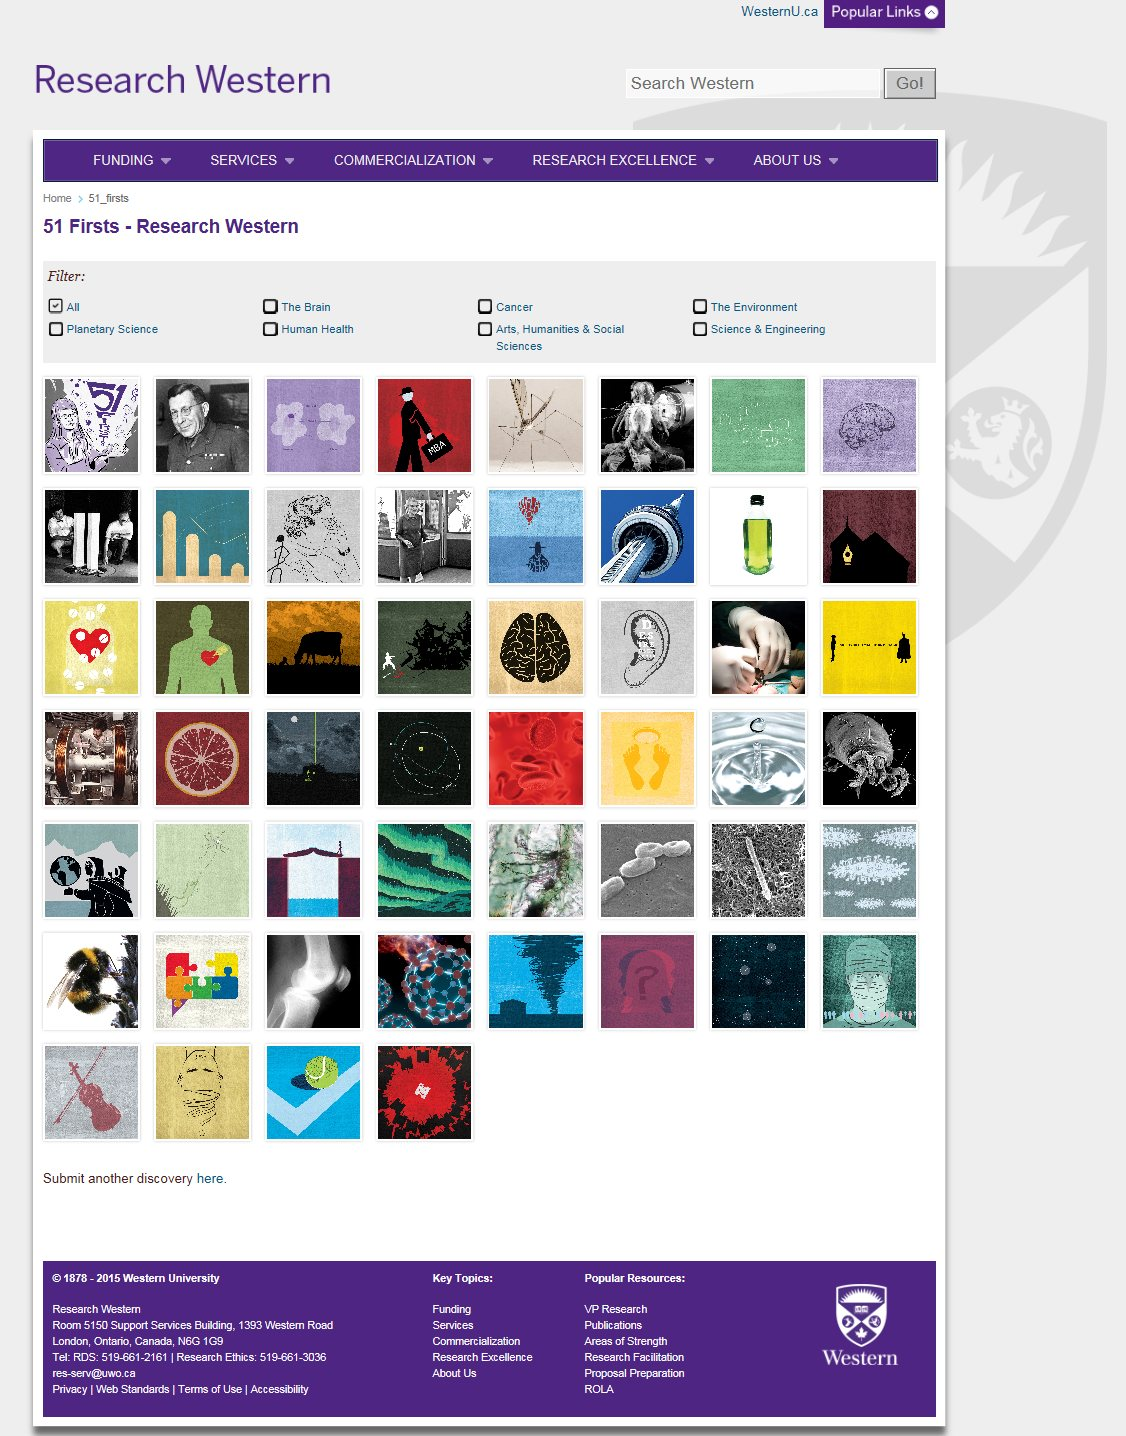 WesternU.ca
Popular Links
Research Western
Search Western
Go!
FUNDING
SERVICES
COMMERCIALIZATION
RESEARCH EXCELLENCE
ABOUT US
Home
51_firsts
51 Firsts - Research Western
Filter:
All
The Brain
Cancer
The Environment
Planetary Science
Human Health
Arts, Humanities & Social
Sciences
Science & Engineering
51
MBA
?
Submit another discovery here.
© 1878 - 2015 Western University
Research Western
Room 5150 Support Services Building, 1393 Western Road
London, Ontario, Canada, N6G 1G9
Tel: RDS: 519-661-2161 | Research Ethics: 519-661-3036
res-serv@uwo.ca
Privacy | Web Standards | Terms of Use | Accessibility
Key Topics:
Funding
Services
Commercialization
Research Excellence
About Us
Popular Resources:
VP Research
Publications
Areas of Strength
Research Facilitation
Proposal Preparation
ROLA
Western